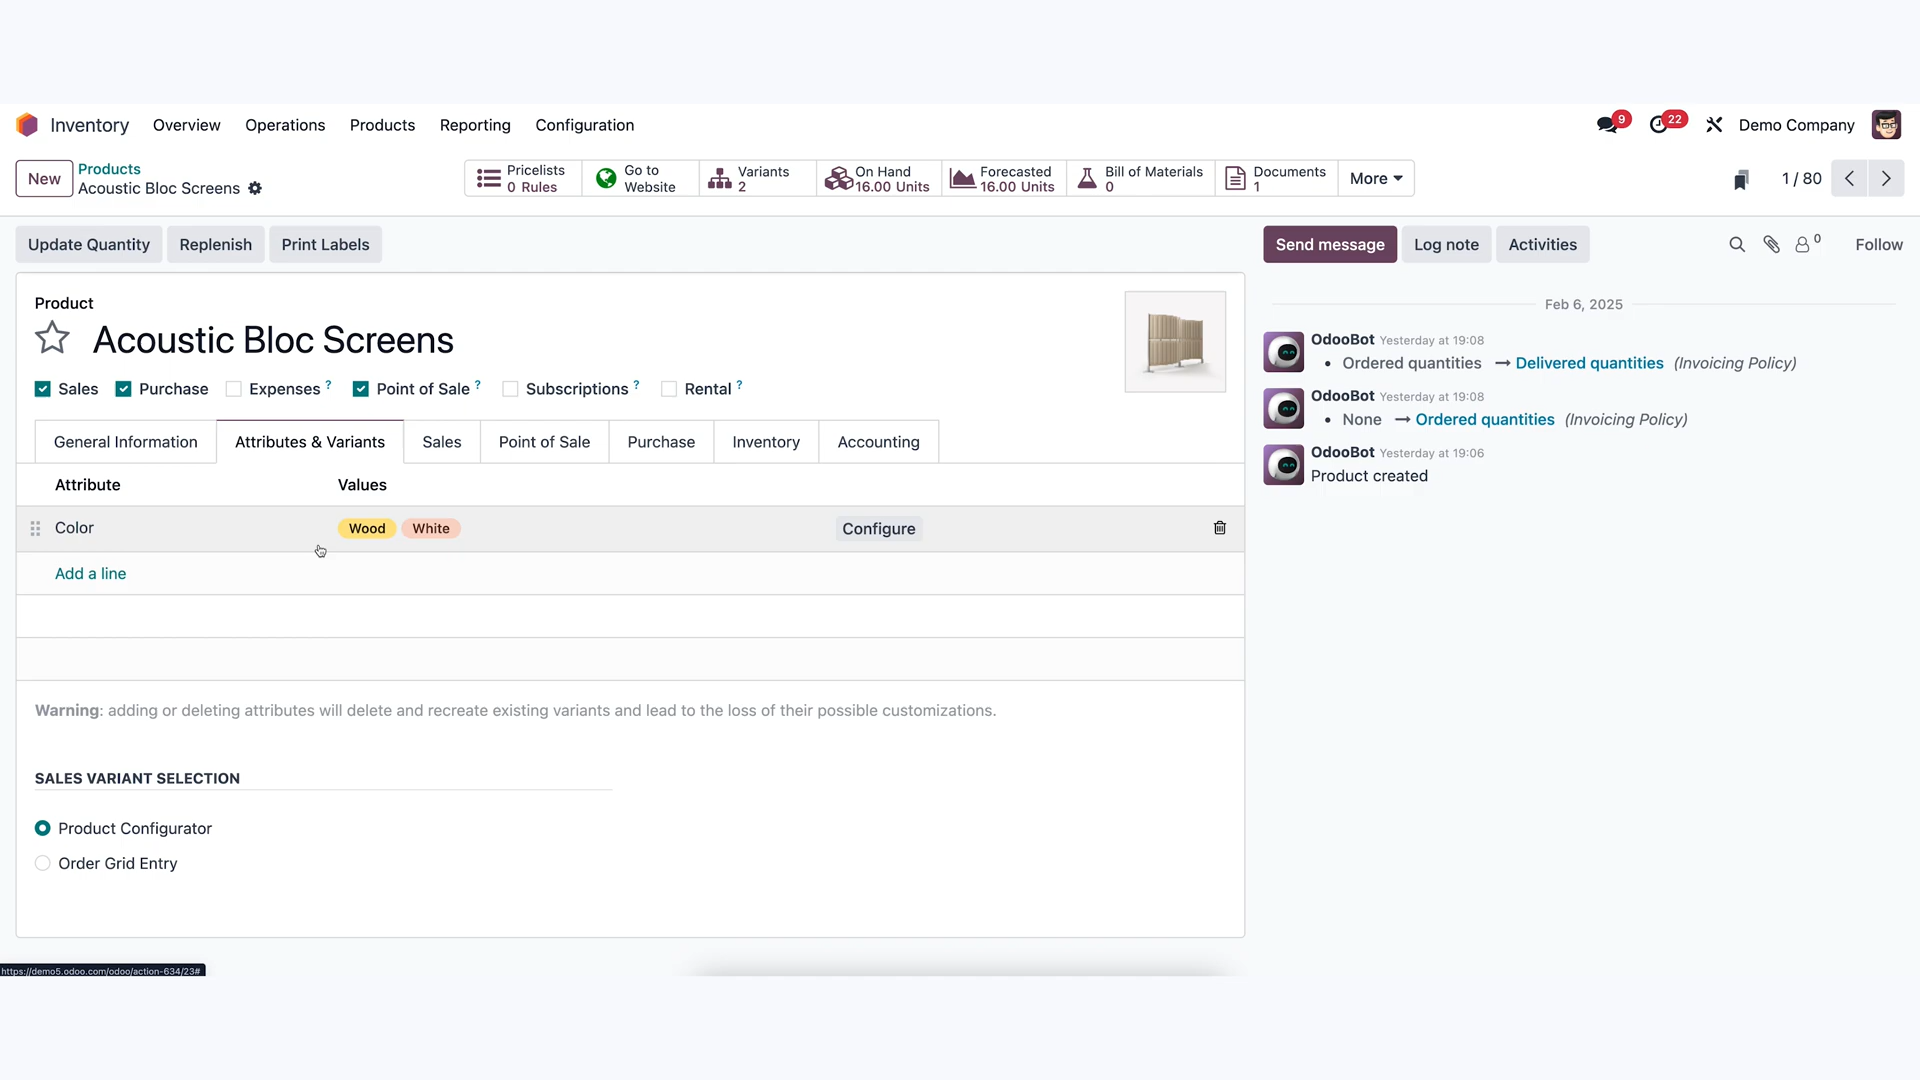 Inventory Overview Operations Products Reporting Configuration 9 22 Demo Company
New Products
Acoustic Bloc Screens
Pricelists
0 Rules
Go to
Website
Variants
2
On Hand
16.00 Units
Forecasted
16.00 Units
Bill of Materials
0
Documents
1
More
1 / 80
Update Quantity Replenish Print Labels
Send message Log note Activities 0 Follow
Product
Acoustic Bloc Screens
Sales Purchase Expenses ? Point of Sale ? Subscriptions ? Rental ?
General Information Attributes & Variants Sales Point of Sale Purchase Inventory Accounting
Attribute Values
Color Wood White Configure
Add a line
Warning: adding or deleting attributes will delete and recreate existing variants and lead to the loss of their possible customizations.
SALES VARIANT SELECTION
Product Configurator
Order Grid Entry
Feb 6, 2025
OdooBot Yesterday at 19:08
• Ordered quantities → Delivered quantities (Invoicing Policy)
OdooBot Yesterday at 19:08
• None → Ordered quantities (Invoicing Policy)
OdooBot Yesterday at 19:06
Product created
https://demo5.odoo.com/odoo/action-634/23#